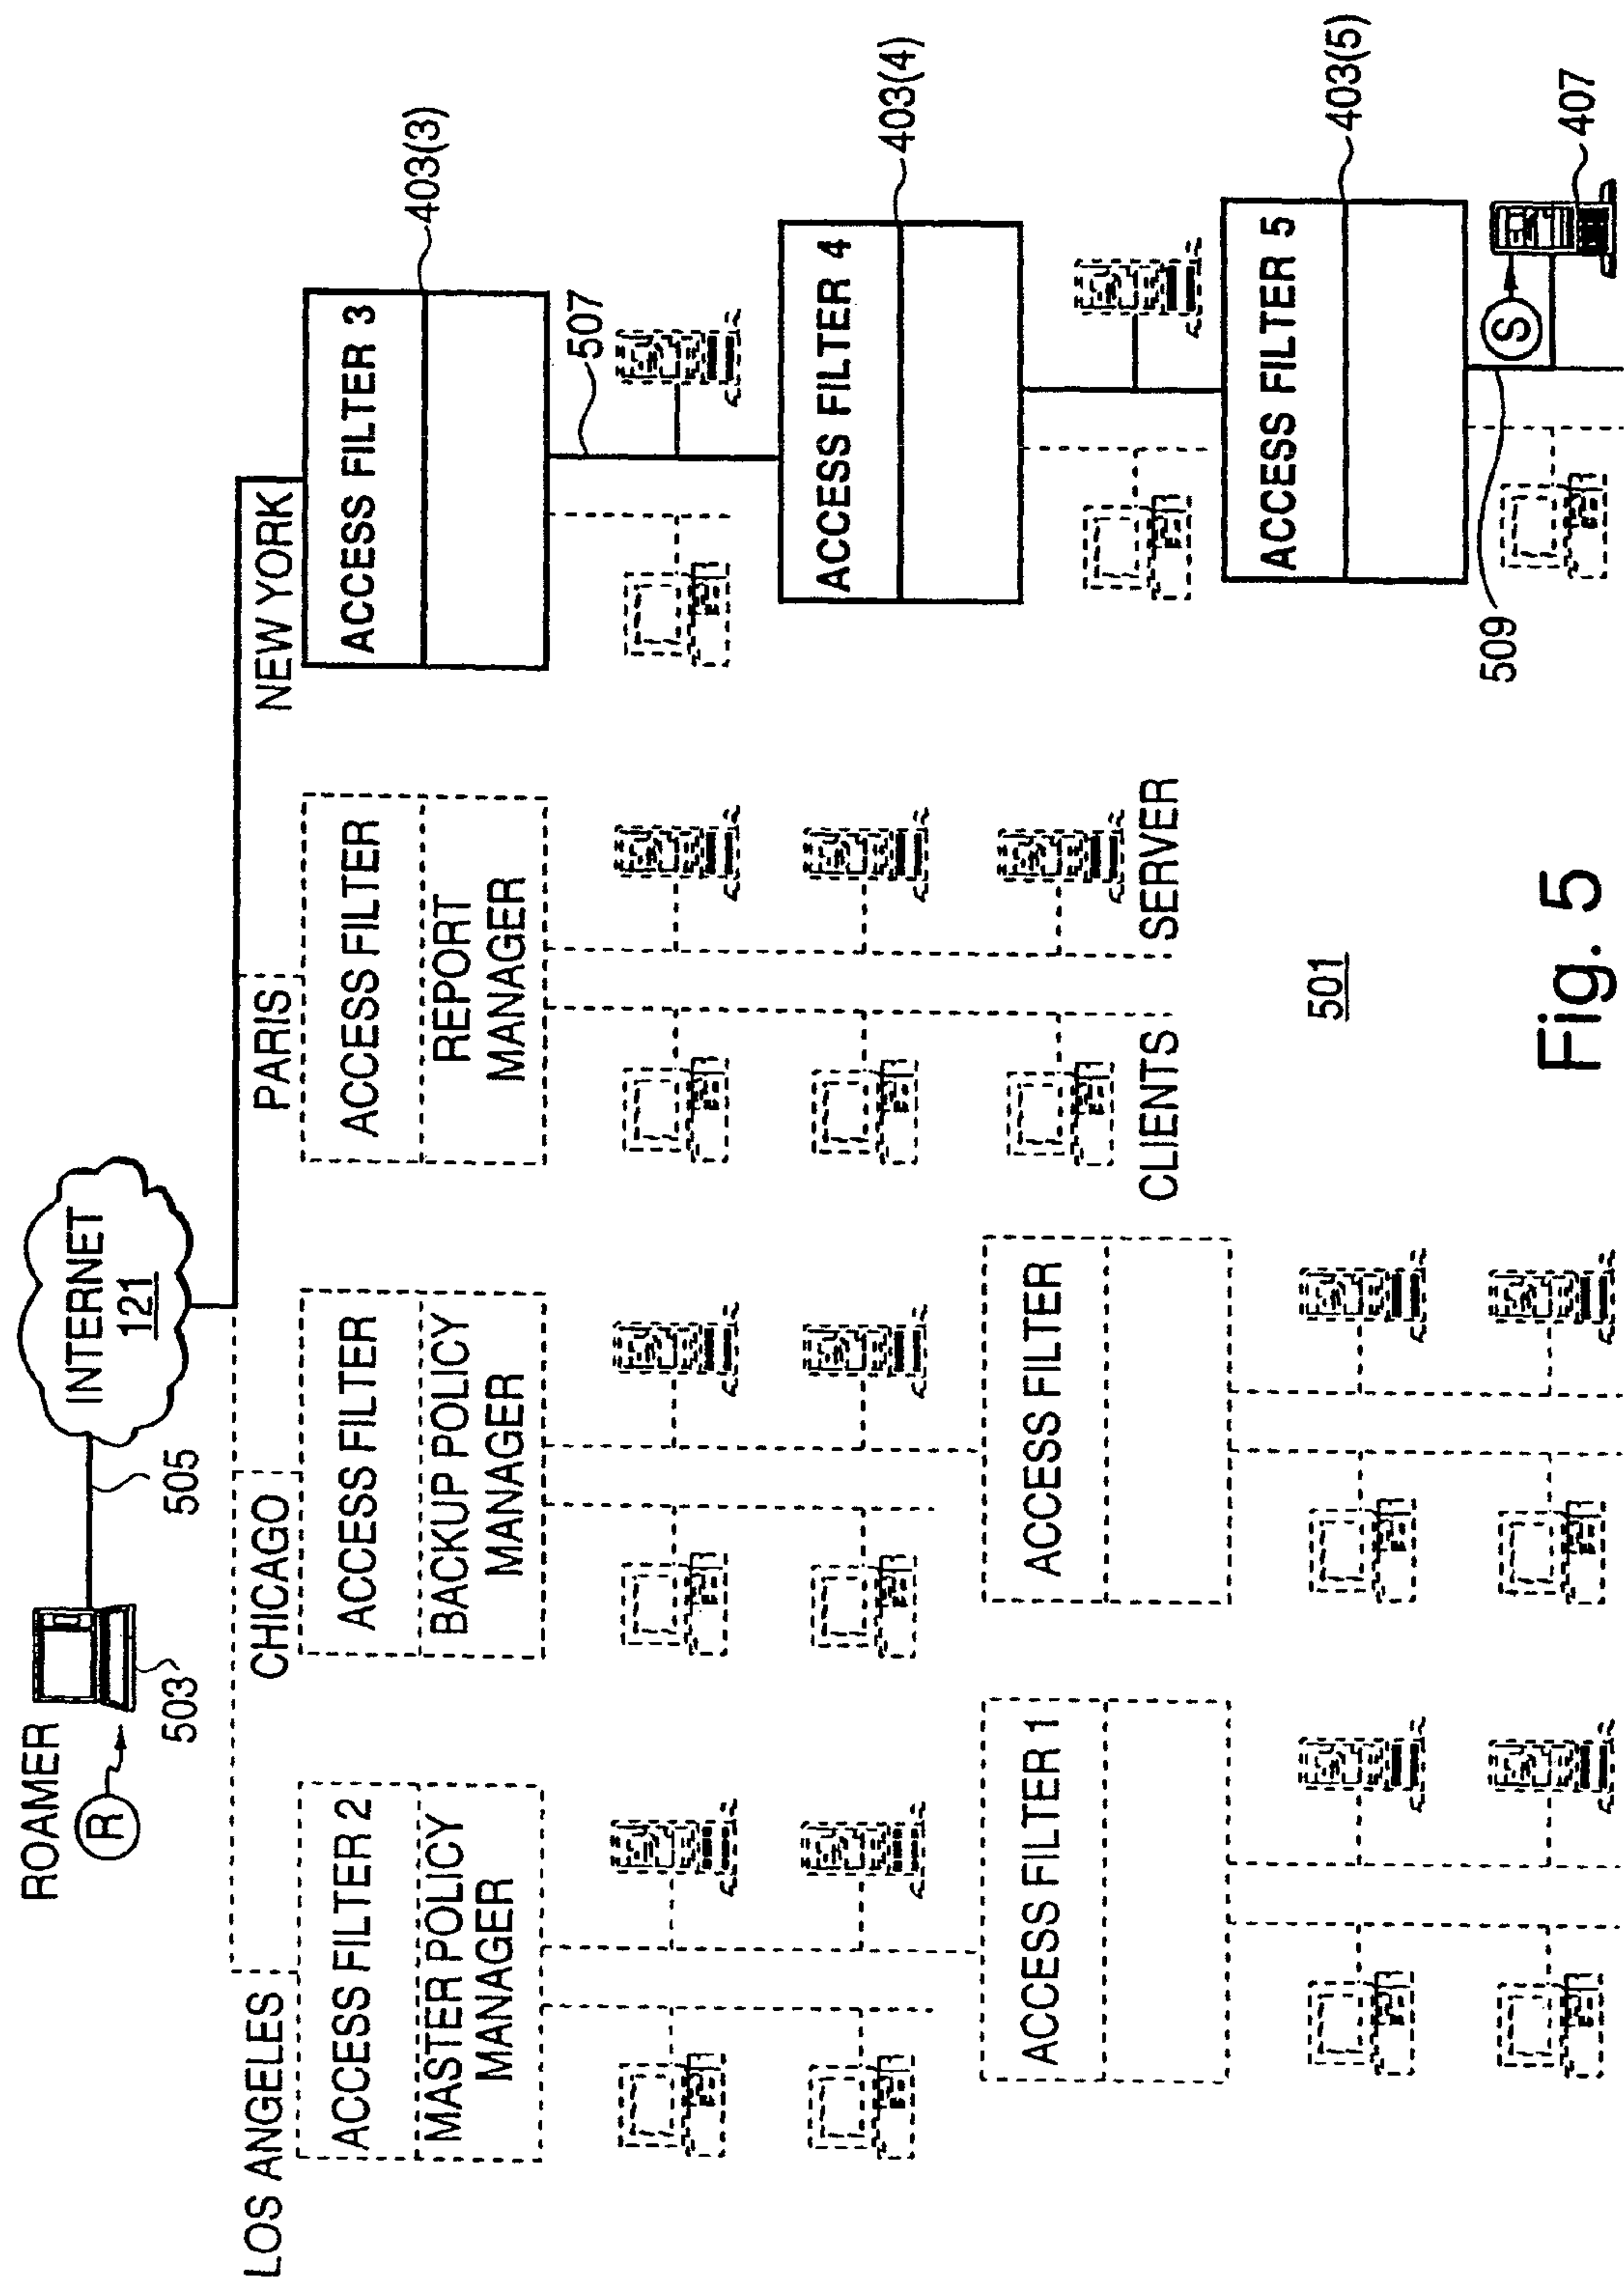 ROAMER
R
503
505
INTERNET
121
LOS ANGELES
ACCESS FILTER 2
MASTER POLICY
MANAGER
ACCESS FILTER 1
CHICAGO
ACCESS FILTER
BACKUP POLICY
MANAGER
ACCESS FILTER
PARIS
ACCESS FILTER
REPORT
MANAGER
CLIENTS
SERVER
NEW YORK
ACCESS FILTER 3
403(3)
507
ACCESS FILTER 4
403(4)
ACCESS FILTER 5
403(5)
509
S
407
501
Fig. 5